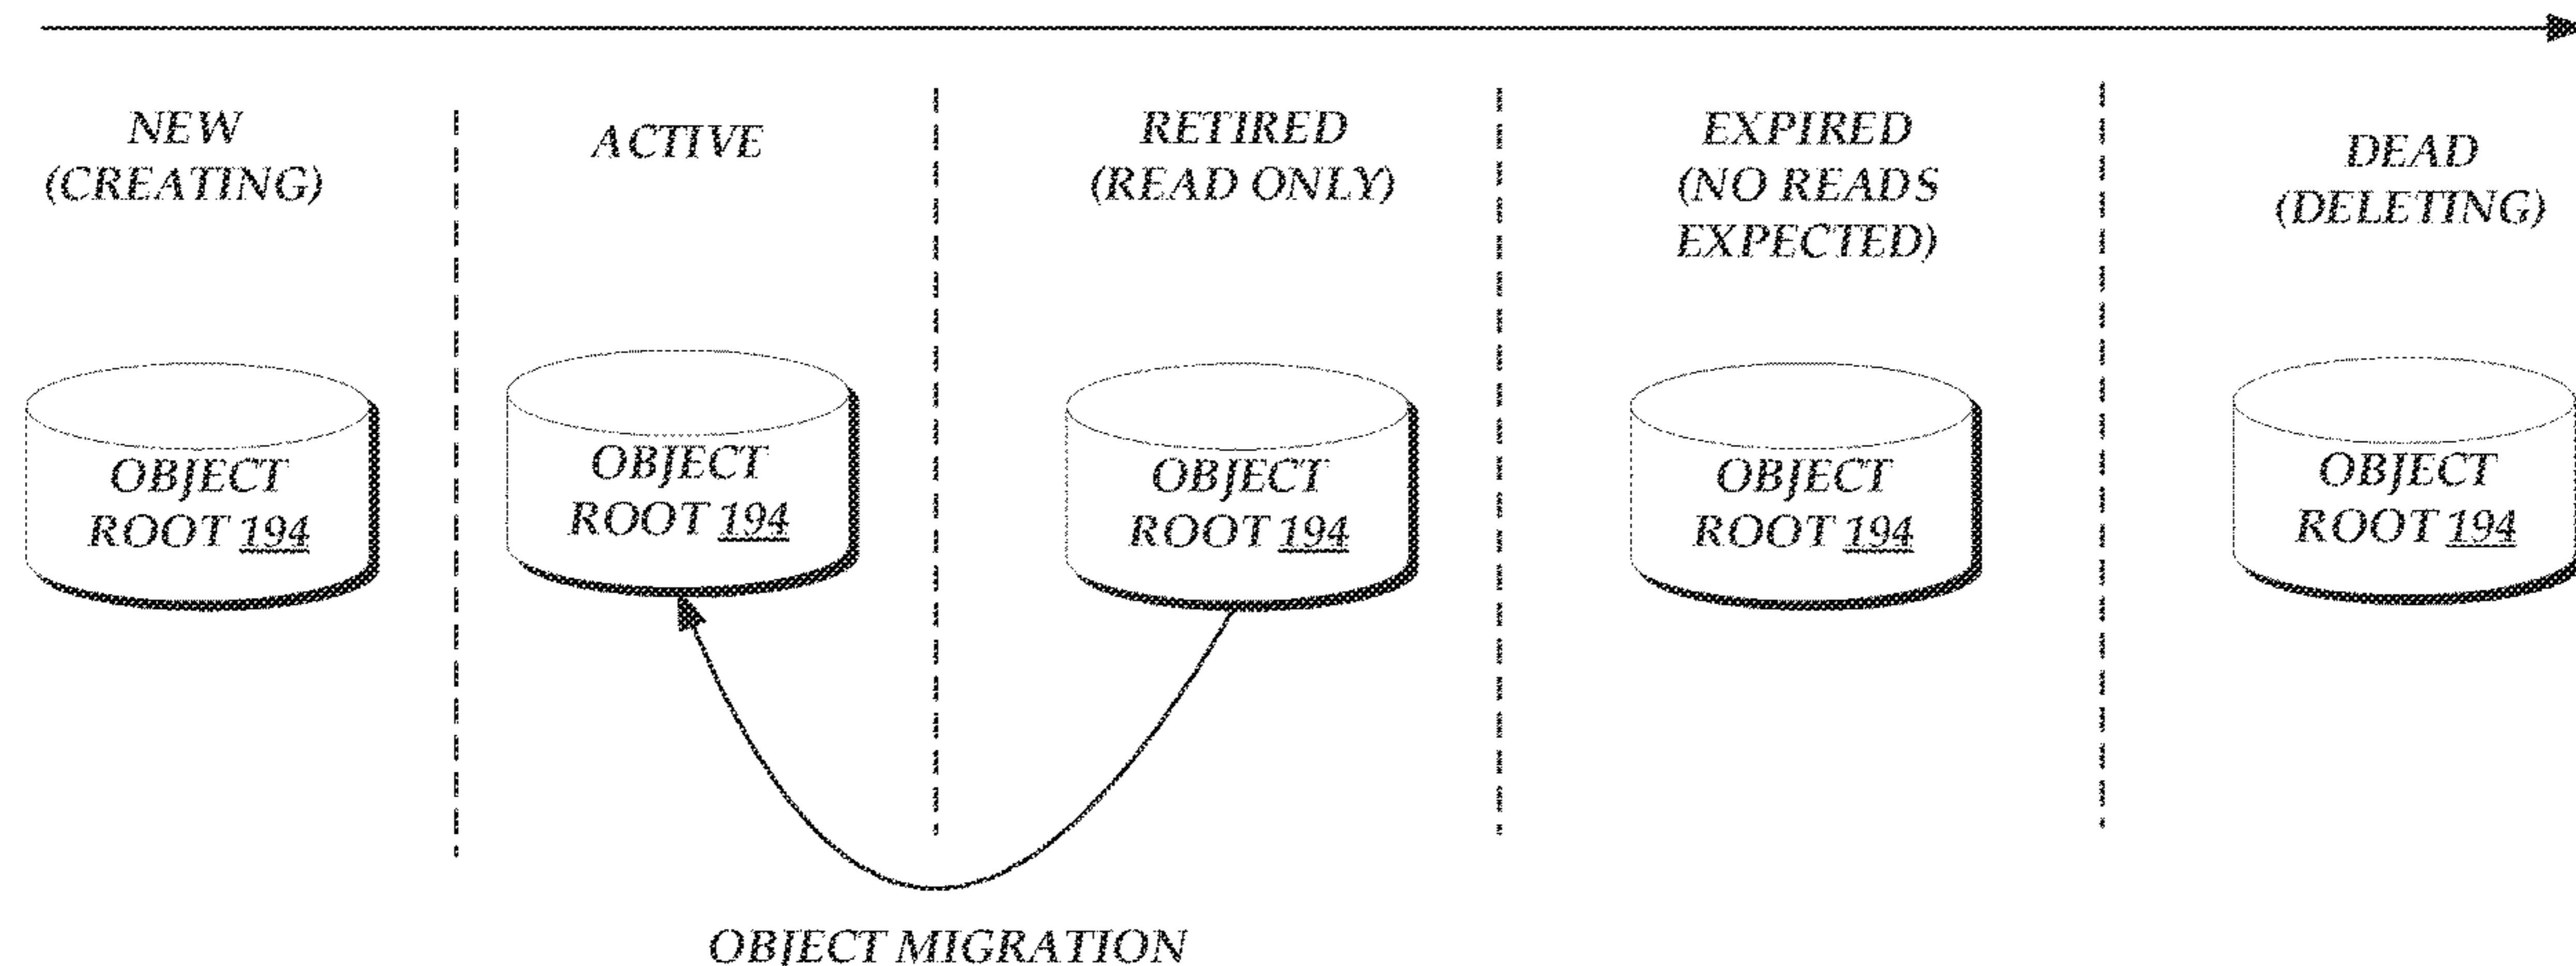 NEW
(CREATING)
ACTIVE
RETIRED
(READ ONLY)
EXPIRED
(NO READS
EXPECTED)
DEAD
(DELETING)
OBJECT
ROOT 194
OBJECT
ROOT 194
OBJECT
ROOT 194
OBJECT
ROOT 194
OBJECT
ROOT 194
OBJECT MIGRATION